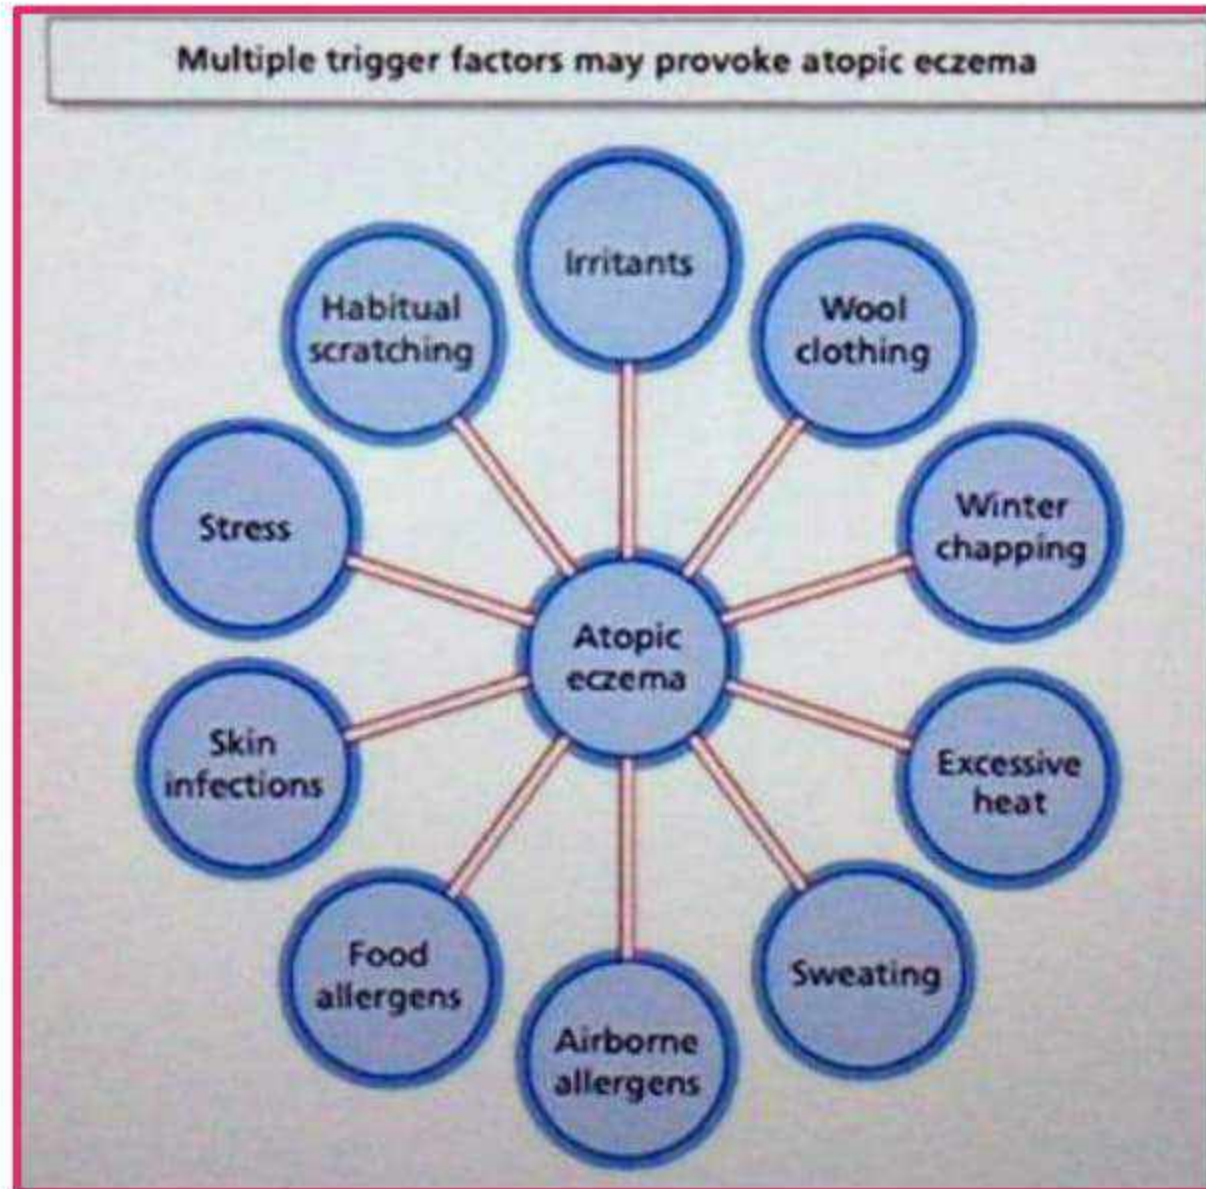 Multiple trigger factors may provoke atopic eczema
Irritants
Wool
clothing
Winter
chapping
Excessive
heat
Sweating
Airborne
allergens
Food
allergens
Skin
infections
Stress
Habitual
scratching
Atopic
eczema